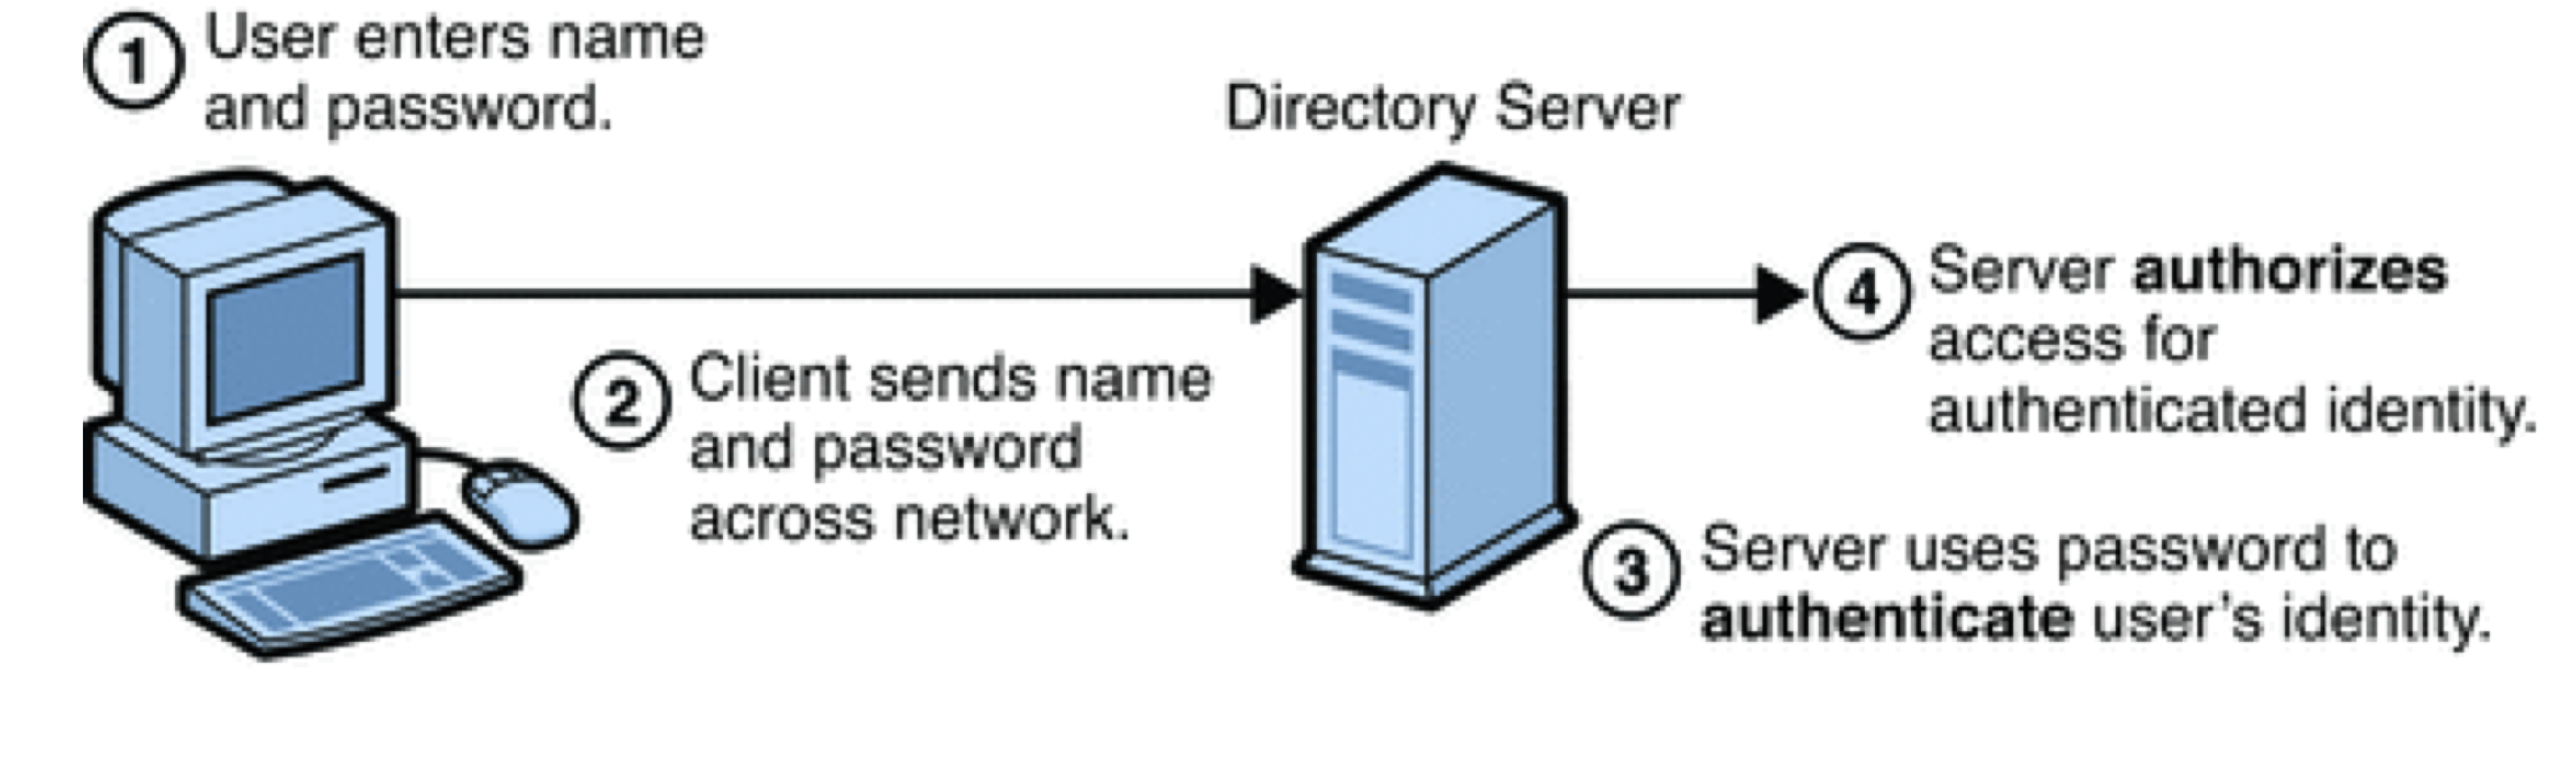 1 User enters name
and password.
Directory Server
2 Client sends name
and password
across network.
3 Server uses password to
authenticate user's identity.
4 Server authorizes
access for
authenticated identity.